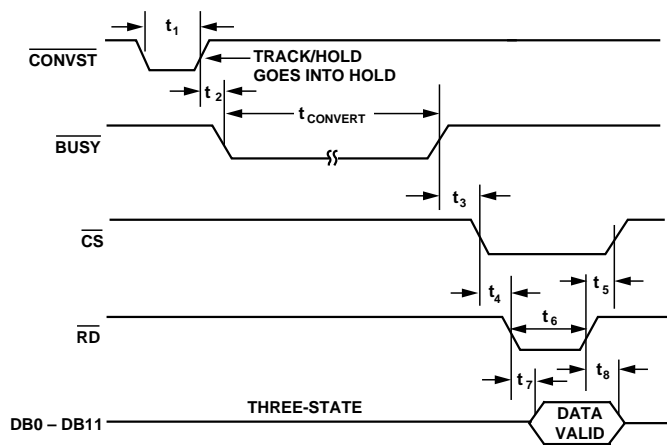 t1
CONVST
TRACK/HOLD
GOES INTO HOLD
t2
tCONVERT
BUSY
t3
CS
t4
t5
t6
RD
t7
t8
THREE-STATE
DATA
VALID
DB0 – DB11